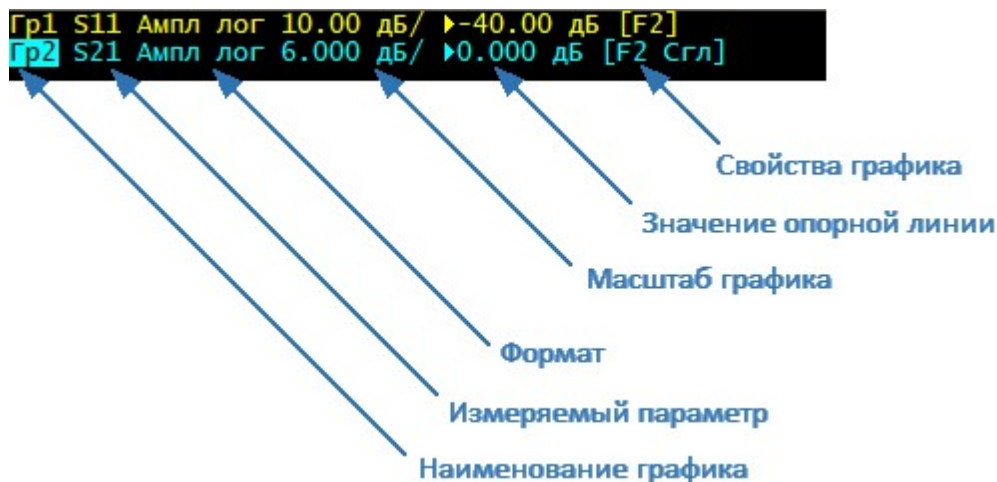 Гр1 S11 Ампл лог 10.00 дБ/ ▶-40.00 дБ [F2]
Гр2 S21 Ампл лог 6.000 дБ/ ▶0.000 дБ [F2 Сгл]
Свойства графика
Значение опорной линии
Масштаб графика
Формат
Измеряемый параметр
Наименование графика